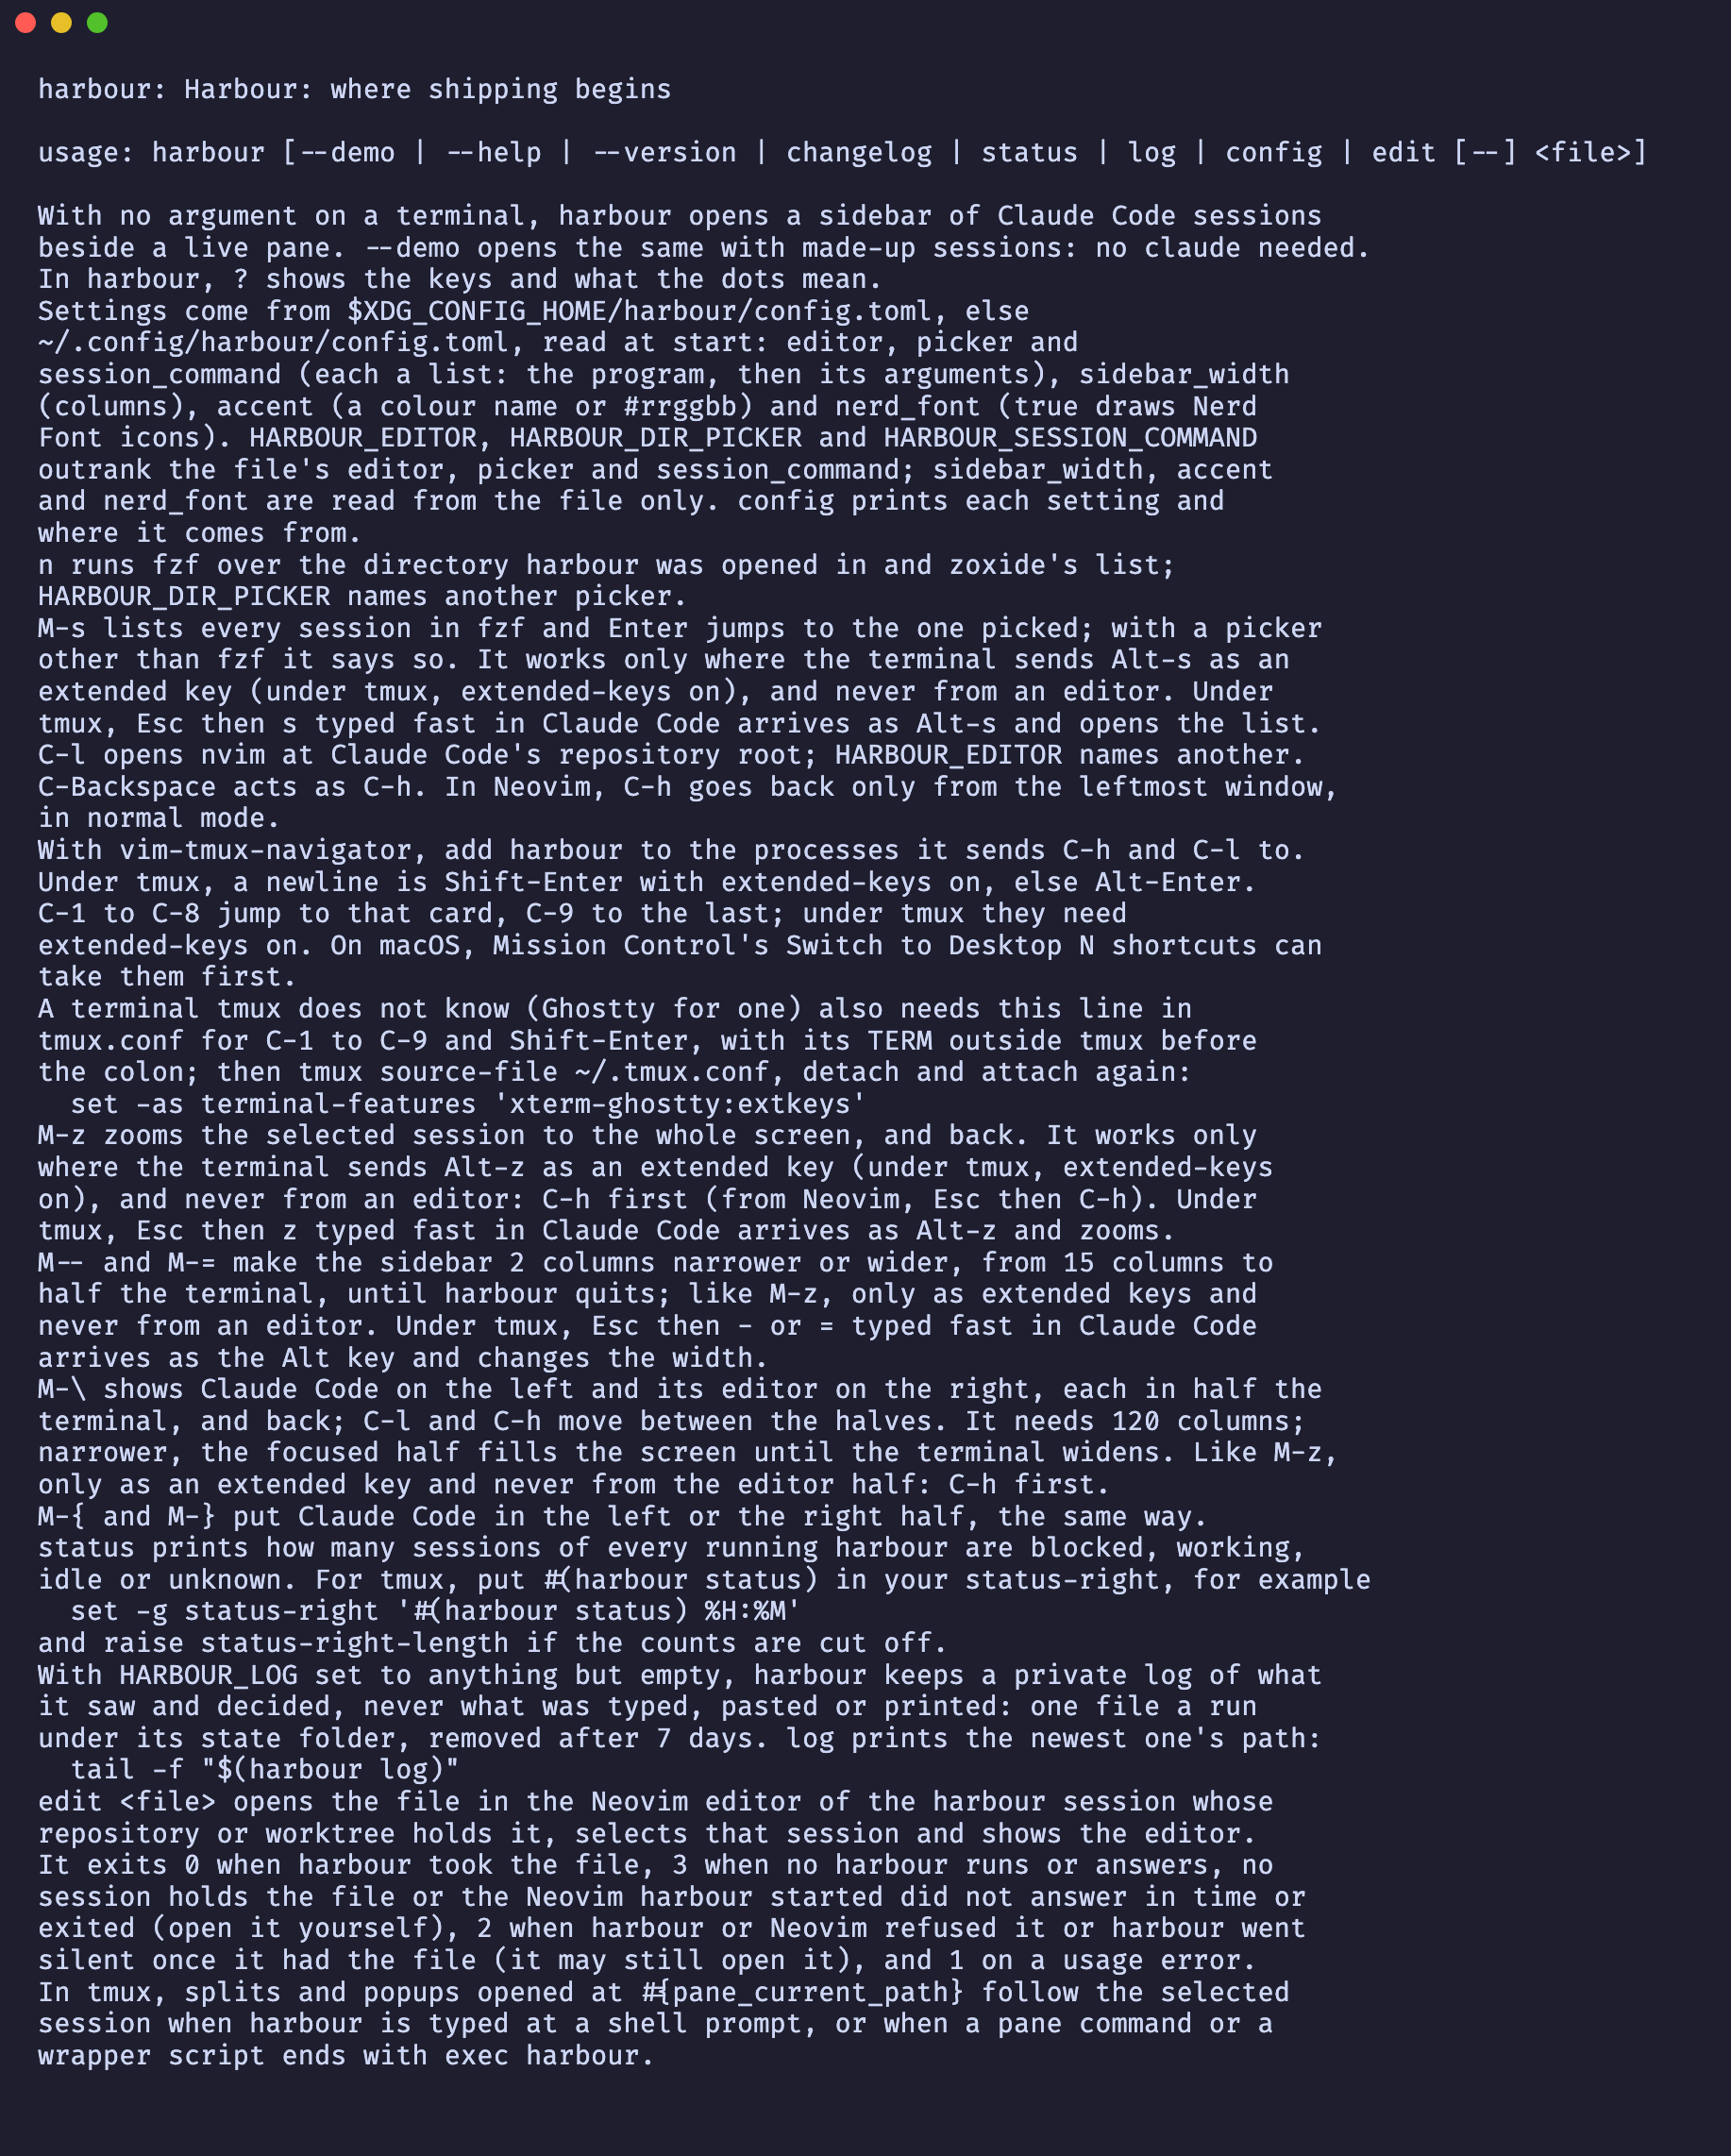 harbour: Harbour: where shipping begins

usage: harbour [--demo | --help | --version | changelog | status | log | config | edit [--] <file>]

With no argument on a terminal, harbour opens a sidebar of Claude Code sessions
beside a live pane. --demo opens the same with made-up sessions: no claude needed.
In harbour, ? shows the keys and what the dots mean.
Settings come from $XDG_CONFIG_HOME/harbour/config.toml, else
~/.config/harbour/config.toml, read at start: editor, picker and
session_command (each a list: the program, then its arguments), sidebar_width
(columns), accent (a colour name or #rrggbb) and nerd_font (true draws Nerd
Font icons). HARBOUR_EDITOR, HARBOUR_DIR_PICKER and HARBOUR_SESSION_COMMAND
outrank the file's editor, picker and session_command; sidebar_width, accent
and nerd_font are read from the file only. config prints each setting and
where it comes from.
n runs fzf over the directory harbour was opened in and zoxide's list;
HARBOUR_DIR_PICKER names another picker.
M-s lists every session in fzf and Enter jumps to the one picked; with a picker
other than fzf it says so. It works only where the terminal sends Alt-s as an
extended key (under tmux, extended-keys on), and never from an editor. Under
tmux, Esc then s typed fast in Claude Code arrives as Alt-s and opens the list.
C-l opens nvim at Claude Code's repository root; HARBOUR_EDITOR names another.
C-Backspace acts as C-h. In Neovim, C-h goes back only from the leftmost window,
in normal mode.
With vim-tmux-navigator, add harbour to the processes it sends C-h and C-l to.
Under tmux, a newline is Shift-Enter with extended-keys on, else Alt-Enter.
C-1 to C-8 jump to that card, C-9 to the last; under tmux they need
extended-keys on. On macOS, Mission Control's Switch to Desktop N shortcuts can
take them first.
A terminal tmux does not know (Ghostty for one) also needs this line in
tmux.conf for C-1 to C-9 and Shift-Enter, with its TERM outside tmux before
the colon; then tmux source-file ~/.tmux.conf, detach and attach again:
  set -as terminal-features 'xterm-ghostty:extkeys'
M-z zooms the selected session to the whole screen, and back. It works only
where the terminal sends Alt-z as an extended key (under tmux, extended-keys
on), and never from an editor: C-h first (from Neovim, Esc then C-h). Under
tmux, Esc then z typed fast in Claude Code arrives as Alt-z and zooms.
M-- and M-= make the sidebar 2 columns narrower or wider, from 15 columns to
half the terminal, until harbour quits; like M-z, only as extended keys and
never from an editor. Under tmux, Esc then - or = typed fast in Claude Code
arrives as the Alt key and changes the width.
M-\ shows Claude Code on the left and its editor on the right, each in half the
terminal, and back; C-l and C-h move between the halves. It needs 120 columns;
narrower, the focused half fills the screen until the terminal widens. Like M-z,
only as an extended key and never from the editor half: C-h first.
M-{ and M-} put Claude Code in the left or the right half, the same way.
status prints how many sessions of every running harbour are blocked, working,
idle or unknown. For tmux, put #(harbour status) in your status-right, for example
  set -g status-right '#(harbour status) %H:%M'
and raise status-right-length if the counts are cut off.
With HARBOUR_LOG set to anything but empty, harbour keeps a private log of what
it saw and decided, never what was typed, pasted or printed: one file a run
under its state folder, removed after 7 days. log prints the newest one's path:
  tail -f "$(harbour log)"
edit <file> opens the file in the Neovim editor of the harbour session whose
repository or worktree holds it, selects that session and shows the editor.
It exits 0 when harbour took the file, 3 when no harbour runs or answers, no
session holds the file or the Neovim harbour started did not answer in time or
exited (open it yourself), 2 when harbour or Neovim refused it or harbour went
silent once it had the file (it may still open it), and 1 on a usage error.
In tmux, splits and popups opened at #{pane_current_path} follow the selected
session when harbour is typed at a shell prompt, or when a pane command or a
wrapper script ends with exec harbour.